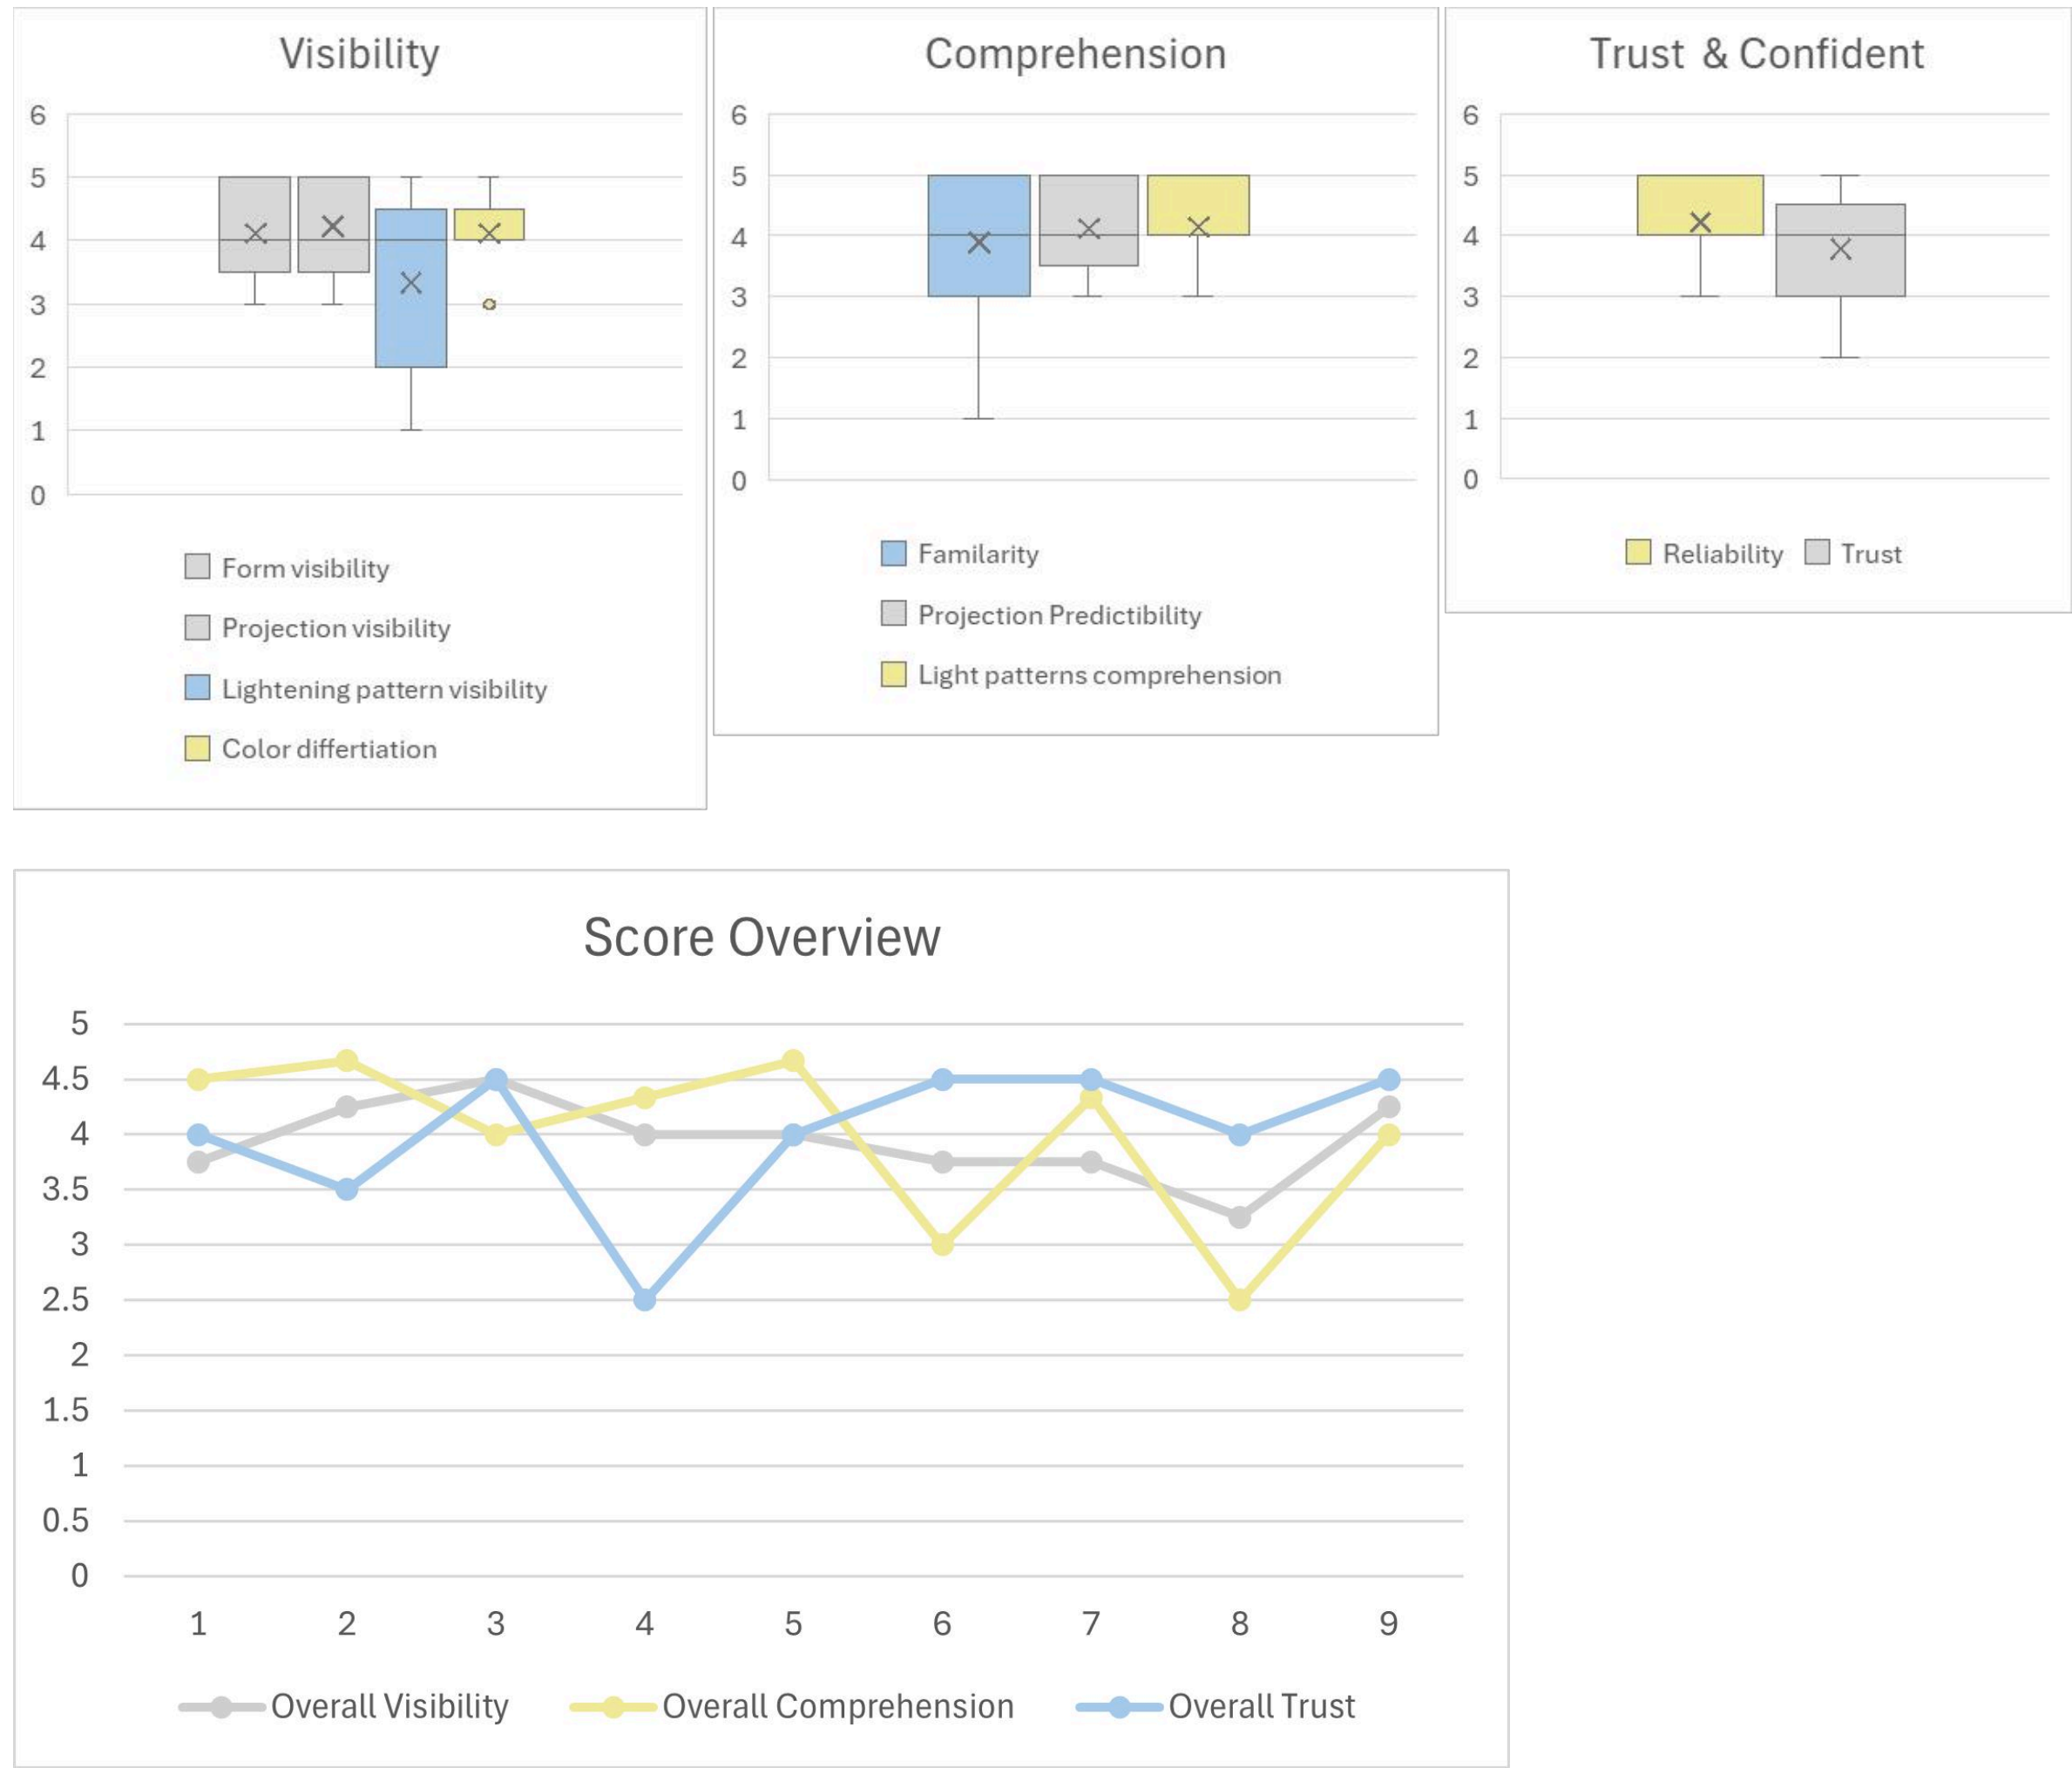 Visibility
6
5
4
3
2
1
0
Form visibility
Projection visibility
Lightening pattern visibility
Color differtiation
Comprehension
6
5
4
3
2
1
0
Familarity
Projection Predictibility
Light patterns comprehension
Trust & Confident
6
5
4
3
2
1
0
Reliability Trust
Score Overview
5
4.5
4
3.5
3
2.5
2
1.5
1
0.5
0
1 2 3 4 5 6 7 8 9
Overall Visibility Overall Comprehension Overall Trust